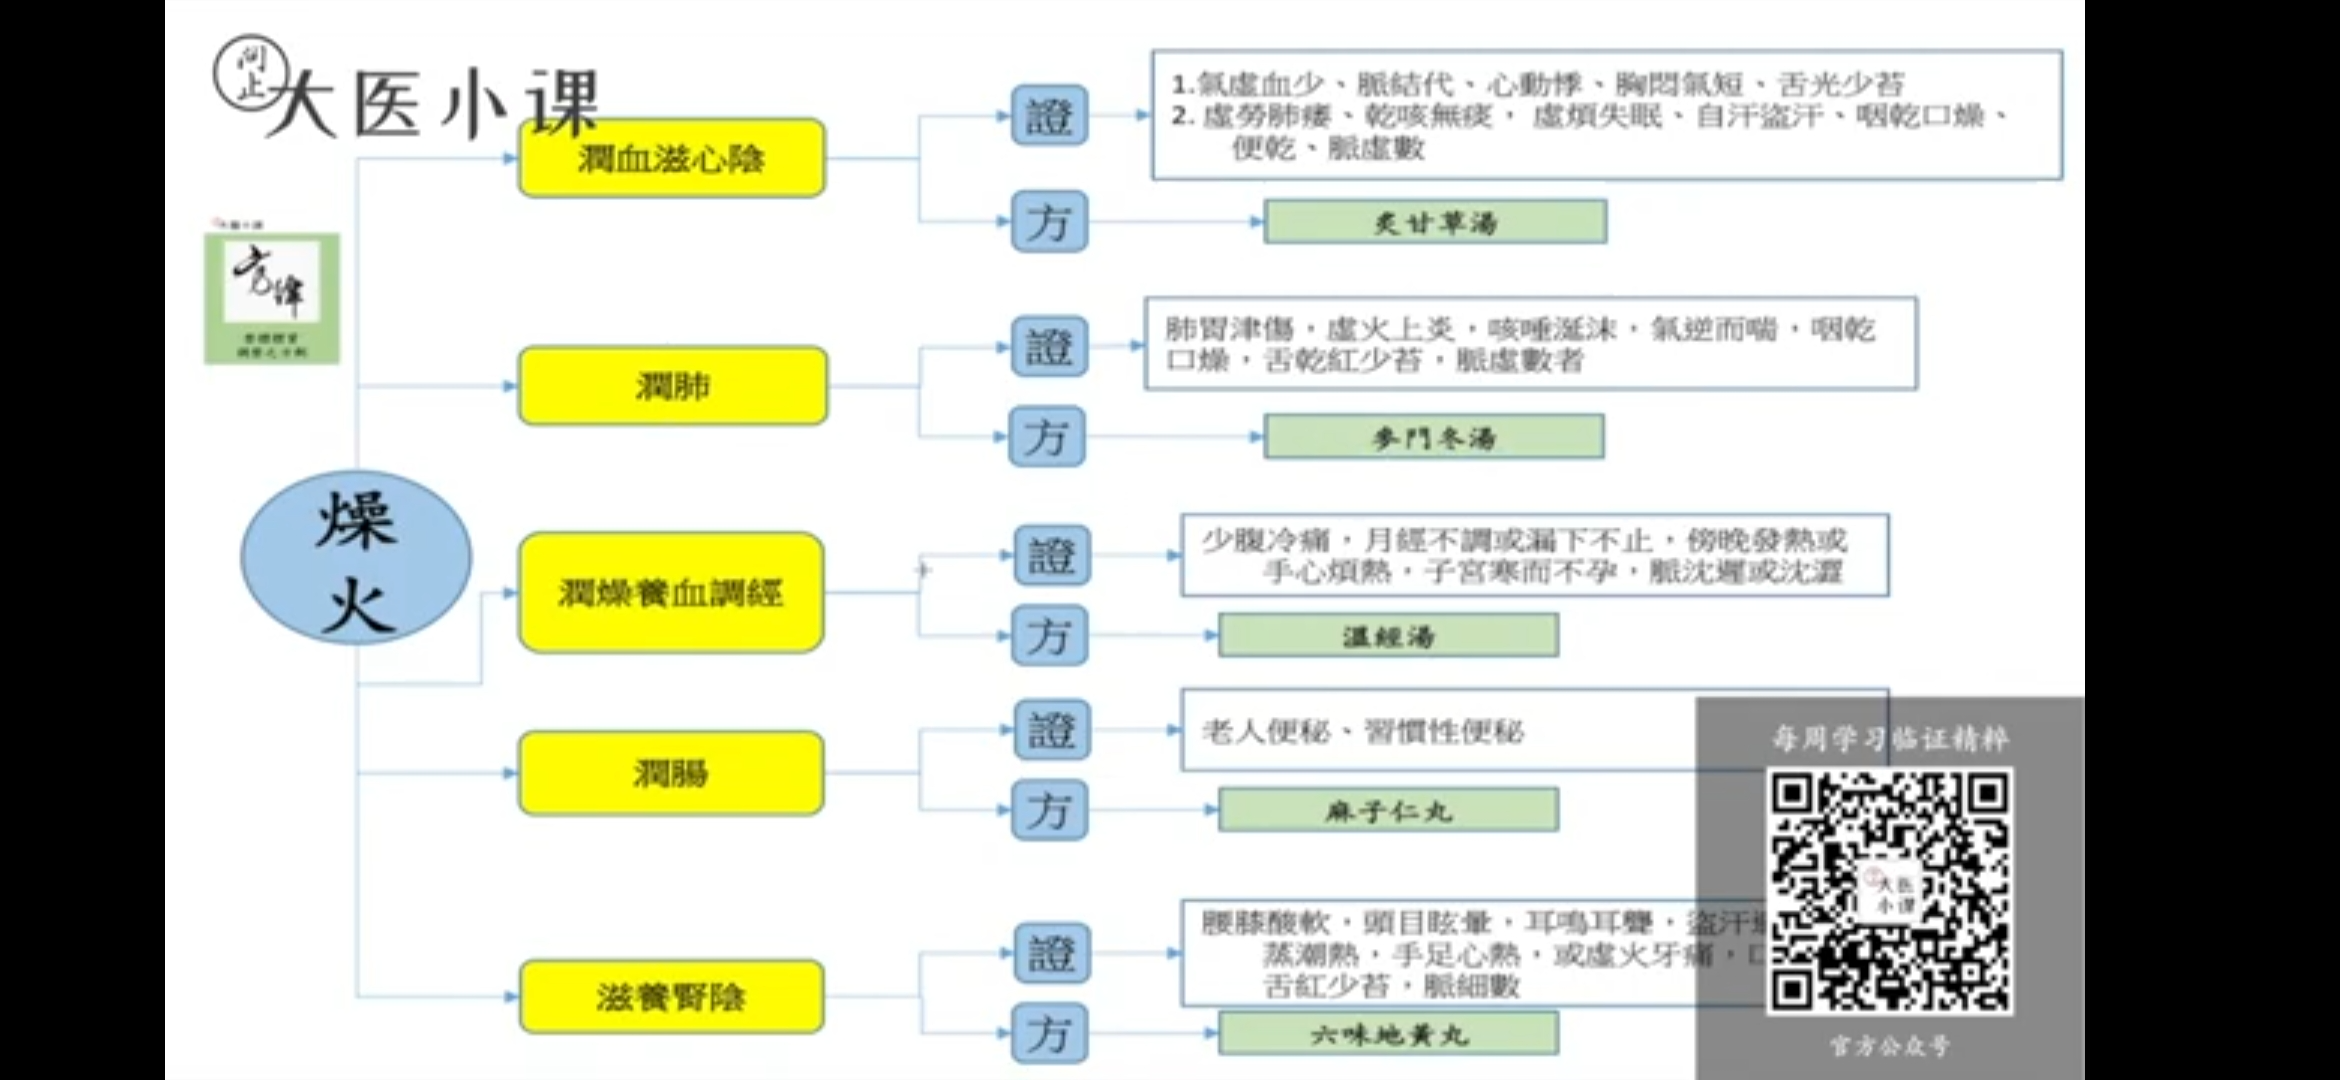 问止
大医小课
潤血滋心陰
證
1.氣虛血少、脈結代、心動悸、胸悶氣短、舌光少苔
2. 虛勞肺痿、乾咳無痰， 虛煩失眠、自汗盜汗、咽乾口燥、
便乾、脈虛數
方
炙甘草湯
大医小课
亮偉
潤肺
證
肺胃津傷，虛火上炎，咳唾涎沫，氣逆而喘，咽乾
口燥，舌乾紅少苔，脈虛數者
方
麥門冬湯
燥
火
潤燥養血調經
證
少腹冷痛，月經不調或漏下不止，傍晚發熱或
手心煩熱，子宮寒而不孕，脈沈遲或沈澀
方
溫經湯
潤腸
證
老人便秘、習慣性便秘
方
麻子仁丸
滋養腎陰
證
腰膝酸軟，頭目眩暈，耳鳴耳聾，盜汗
蒸潮熱，手足心熱，或虛火牙痛，
舌紅少苔，脈細數
方
六味地黃丸
每周学习临证精粹
大医
小课
官方公众号